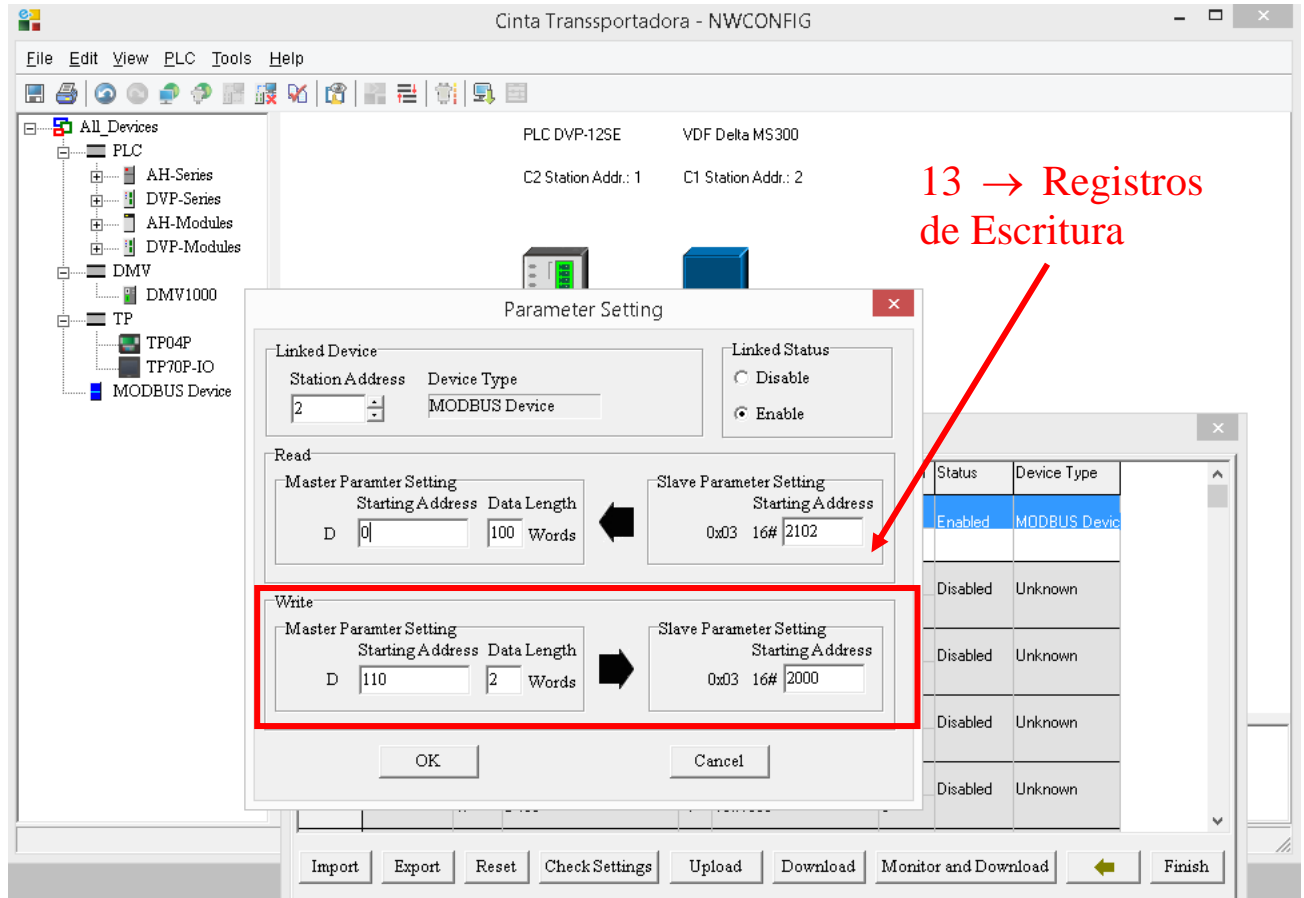 Cinta Transsportadora - NWCONFIG
File Edit View PLC Tools Help
All_Devices
PLC
AH-Series
DVP-Series
AH-Modules
DVP-Modules
DMV
DMV1000
TP
TP04P
TP70P-IO
MODBUS Device
PLC DVP-12SE VDF Delta MS300
C2 Station Addr.: 1 C1 Station Addr.: 2
13 → Registros
de Escritura
Parameter Setting
Linked Device
Station Address Device Type
2 MODBUS Device
Linked Status
Disable
Enable
Read
Master Paramter Setting
Starting Address Data Length
D 0 100 Words
Slave Parameter Setting
Starting Address
0x03 16# 2102
Write
Master Paramter Setting
Starting Address Data Length
D 110 2 Words
Slave Parameter Setting
Starting Address
0x03 16# 2000
OK Cancel
Status Device Type
Enabled MODBUS Devic
Disabled Unknown
Disabled Unknown
Disabled Unknown
Disabled Unknown
Import Export Reset Check Settings Upload Download Monitor and Download Finish